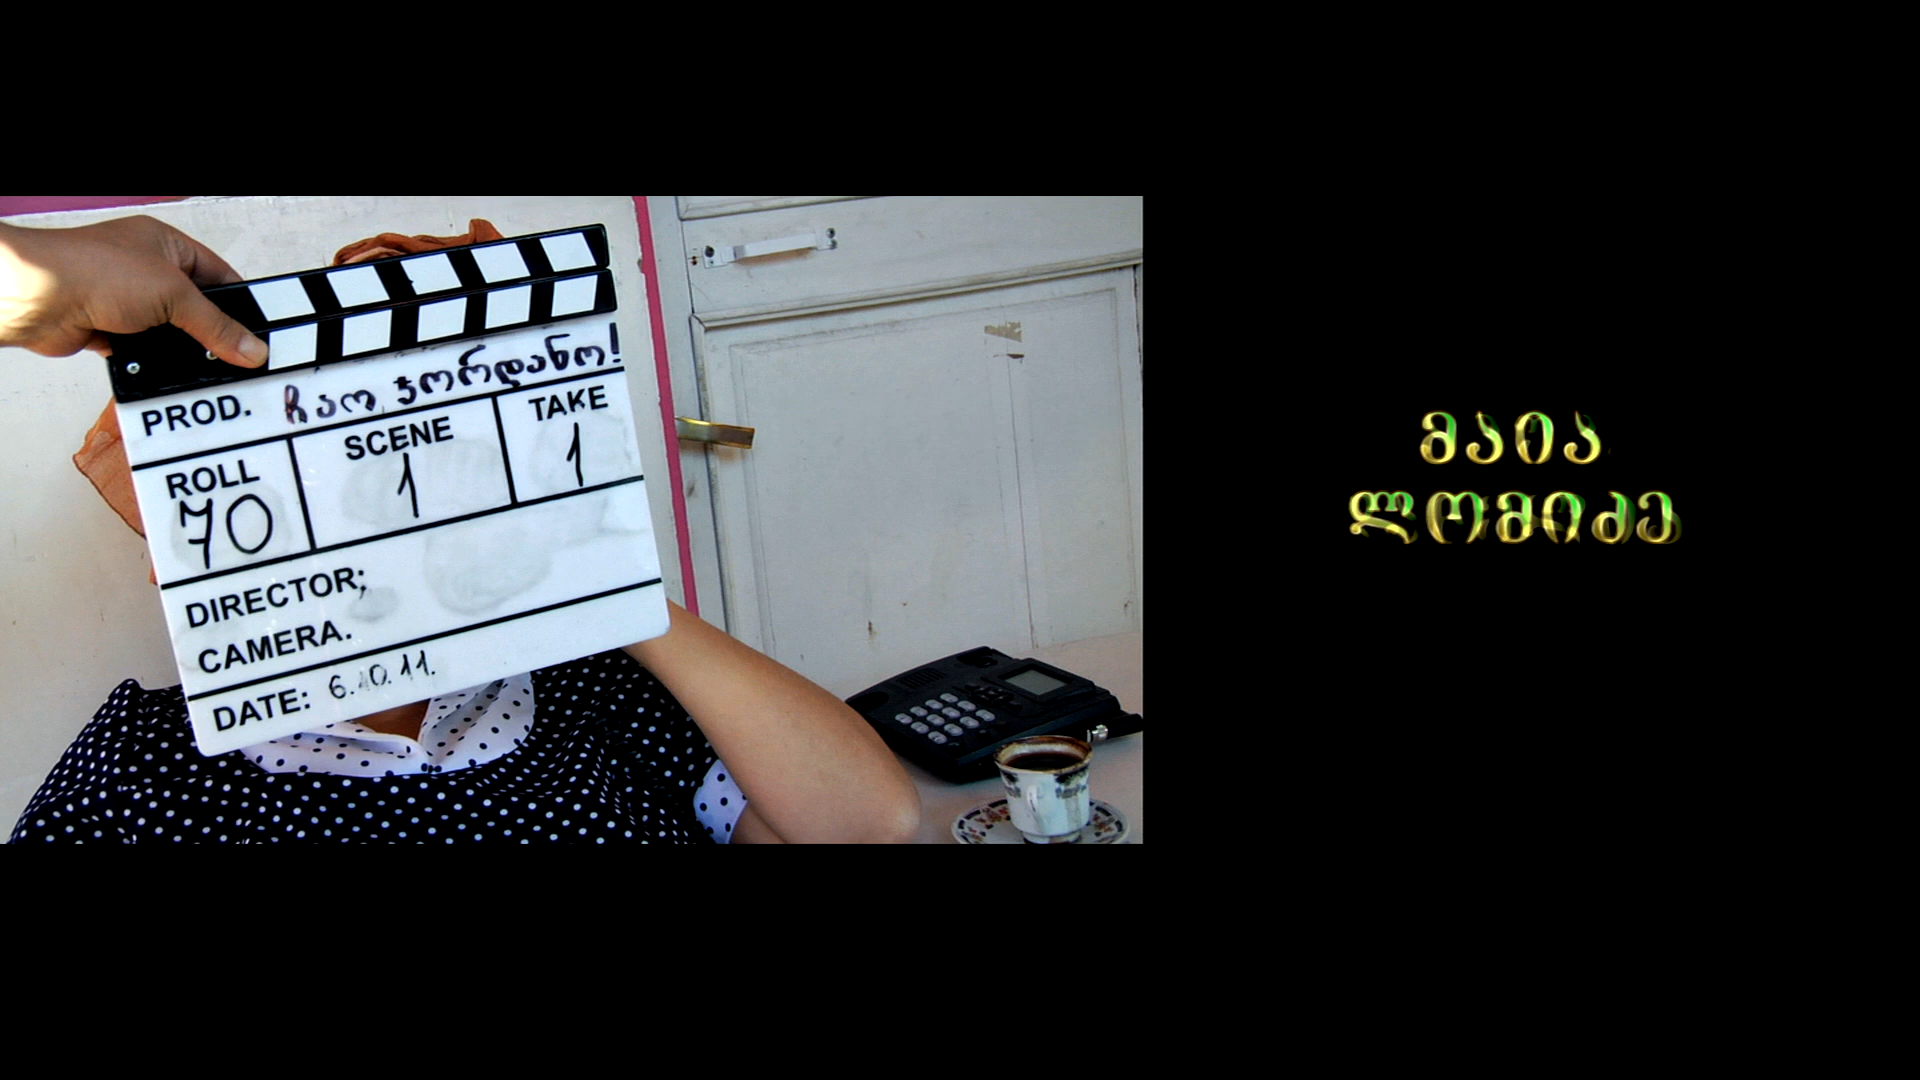 PROD. ჩაო, ჯორდანო!
ROLL 70
SCENE 1
TAKE 1
DIRECTOR;
CAMERA.
DATE: 6.10.11.
მაია
ლომიძე